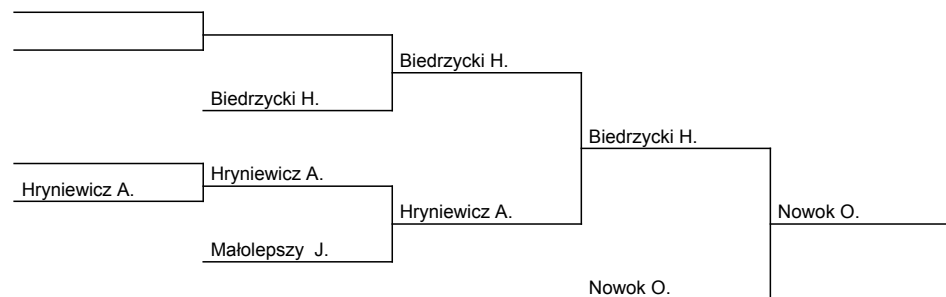 Biedrzycki H.
Biedrzycki H.
Biedrzycki H.
Hryniewicz A.
Hryniewicz A.
Hryniewicz A.
Nowok O.
Małolepszy J.
Nowok O.